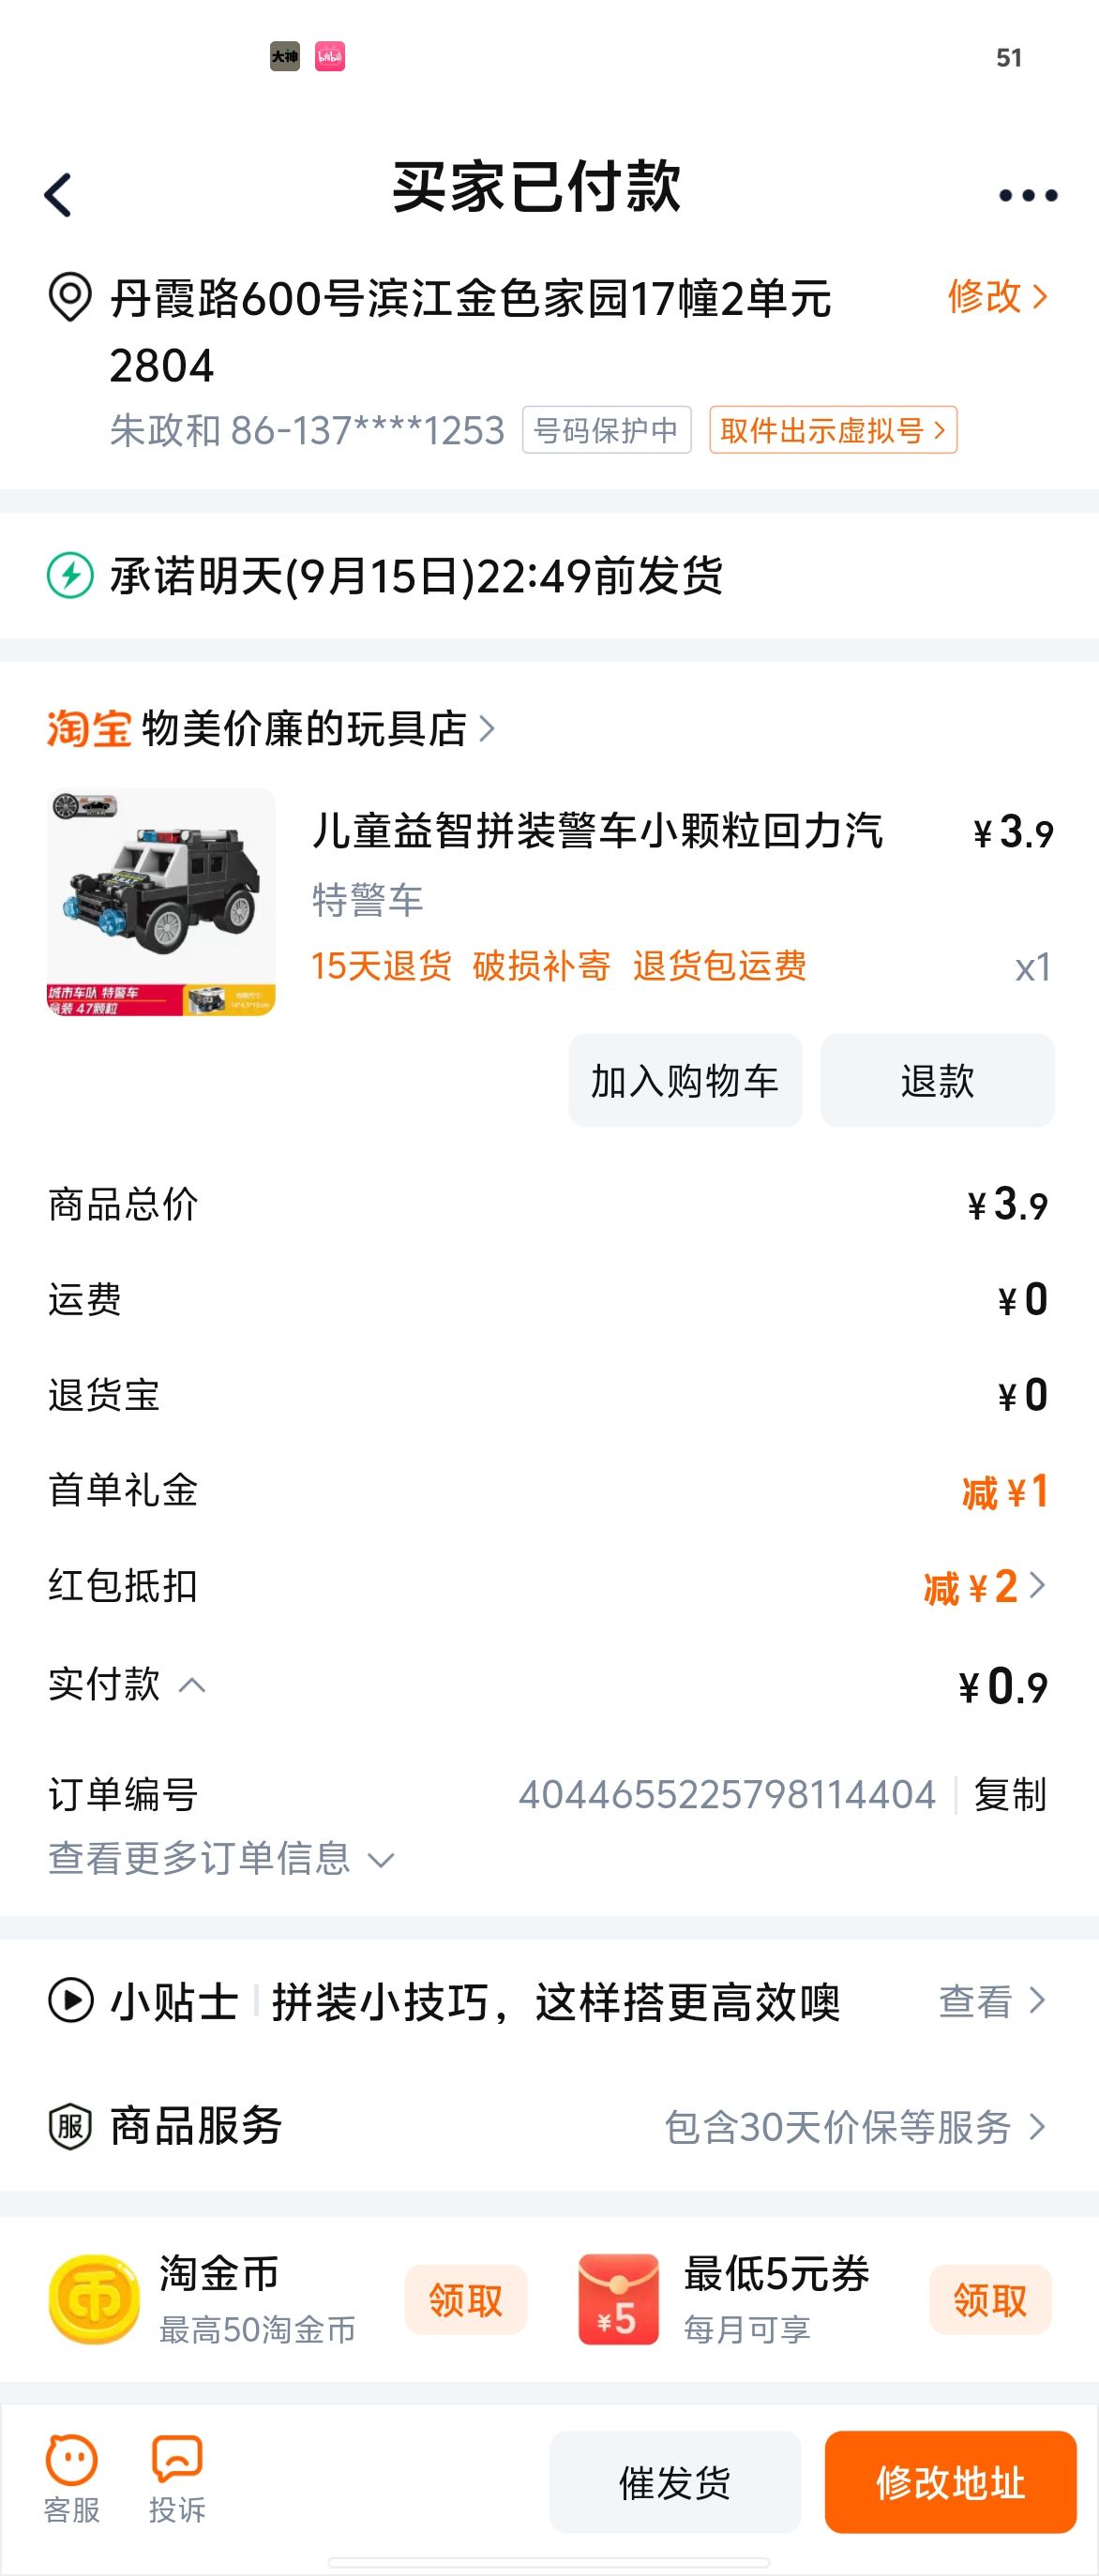 大神
bilibili
51
买家已付款
丹霞路600号滨江金色家园17幢2单元
2804
修改
朱政和 86-137****1253 号码保护中 取件出示虚拟号
承诺明天(9月15日)22:49前发货
淘宝 物美价廉的玩具店
儿童益智拼装警车小颗粒回力汽 ¥3.9
特警车
15天退货 破损补寄 退货包运费 x1
城市车队 特警车
盒装 47颗粒
加入购物车 退款
商品总价 ¥3.9
运费 ¥0
退货宝 ¥0
首单礼金 减¥1
红包抵扣 减¥2
实付款 ¥0.9
订单编号 4044655225798114404 复制
查看更多订单信息
小贴士 拼装小技巧，这样搭更高效噢 查看
服 商品服务 包含30天价保等服务
币 淘金币 领取 ¥5 最低5元券 领取
最高50淘金币 每月可享
客服 投诉 催发货 修改地址